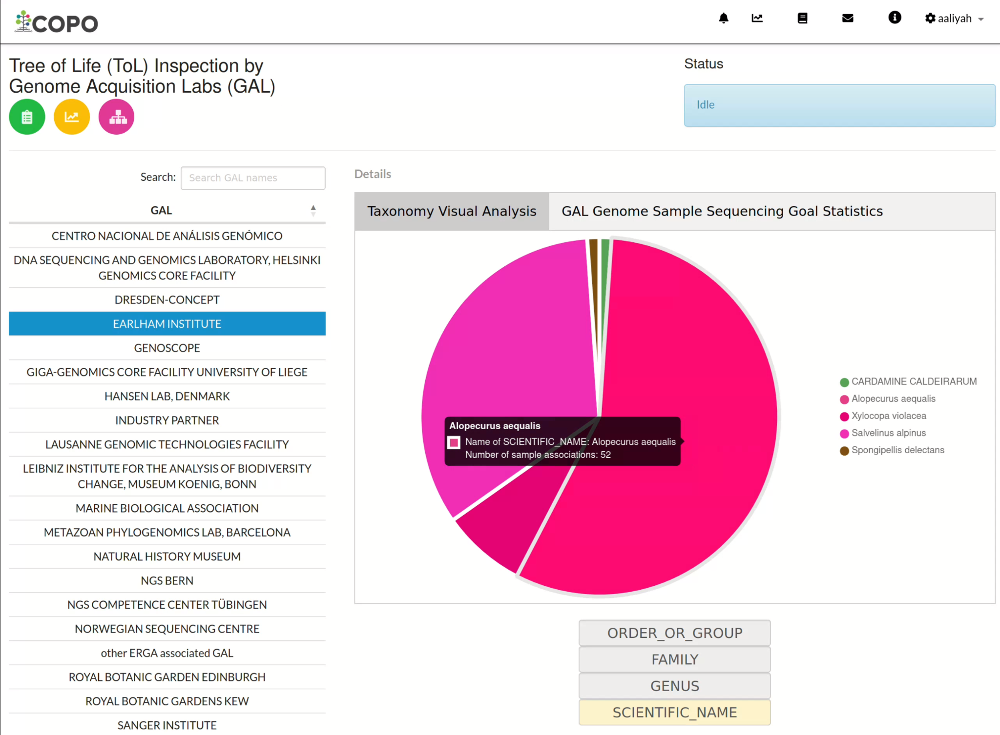 COPO
aaliyah
Tree of Life (ToL) Inspection by
Genome Acquisition Labs (GAL)
Status
Idle
Search:
Search GAL names
GAL
CENTRO NACIONAL DE ANÁLISIS GENÓMICO
DNA SEQUENCING AND GENOMICS LABORATORY, HELSINKI
GENOMICS CORE FACILITY
DRESDEN-CONCEPT
EARLHAM INSTITUTE
GENOSCOPE
GIGA-GENOMICS CORE FACILITY UNIVERSITY OF LIEGE
HANSEN LAB, DENMARK
INDUSTRY PARTNER
LAUSANNE GENOMIC TECHNOLOGIES FACILITY
LEIBNIZ INSTITUTE FOR THE ANALYSIS OF BIODIVERSITY
CHANGE, MUSEUM KOENIG, BONN
MARINE BIOLOGICAL ASSOCIATION
METAZOAN PHYLOGENOMICS LAB, BARCELONA
NATURAL HISTORY MUSEUM
NGS BERN
NGS COMPETENCE CENTER TÜBINGEN
NORWEGIAN SEQUENCING CENTRE
other ERGA associated GAL
ROYAL BOTANIC GARDEN EDINBURGH
ROYAL BOTANIC GARDENS KEW
SANGER INSTITUTE
Details
Taxonomy Visual Analysis
GAL Genome Sample Sequencing Goal Statistics
Alopecurus aequalis
Name of SCIENTIFIC_NAME: Alopecurus aequalis
Number of sample associations: 52
CARDAMINE CALDEIRARUM
Alopecurus aequalis
Xylocopa violacea
Salvelinus alpinus
Spongipellis delectans
ORDER_OR_GROUP
FAMILY
GENUS
SCIENTIFIC_NAME